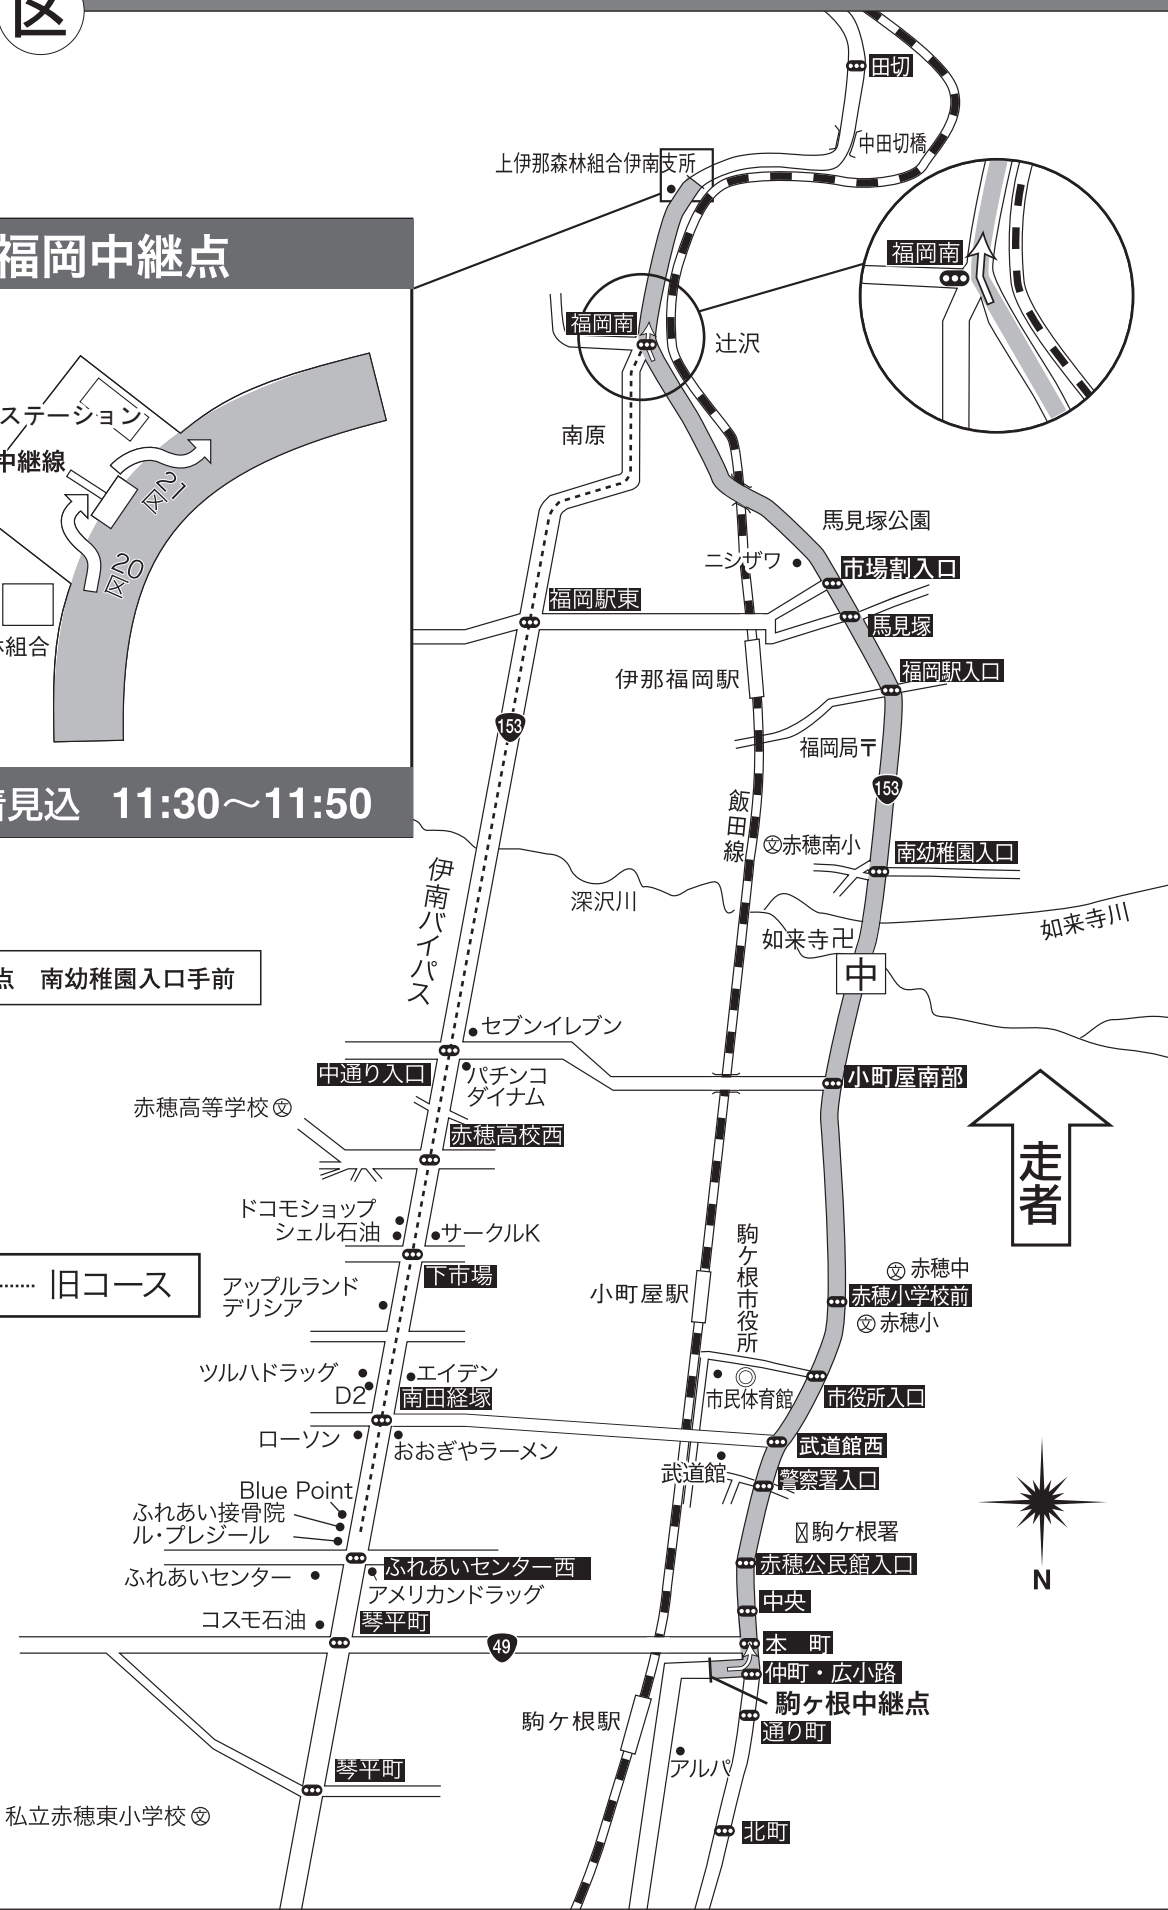 区
田切
中田切橋
上伊那森林組合伊南支所
福岡中継点
福岡南
福岡南
辻沢
ステーション
中継線
21区
20区
組合
南原
馬見塚公園
ニシザワ
市場割入口
福岡駅東
馬見塚
伊那福岡駅
福岡駅入口
153
福岡局〒
153
着見込 11:30〜11:50
飯田線
文赤穂南小
南幼稚園入口
伊南バイパス
深沢川
如来寺川
如来寺卍
点 南幼稚園入口手前
中
セブンイレブン
中通り入口
パチンコ
ダイナム
小町屋南部
赤穂高等学校文
赤穂高校西
走者
ドコモショップ
シェル石油
サークルK
下市場
旧コース
アップルランド
デリシア
小町屋駅
駒ケ根市役所
文赤穂中
赤穂小学校前
文赤穂小
ツルハドラッグ
エイデン
D2
南田経塚
市民体育館
市役所入口
ローソン
おおぎやラーメン
武道館西
武道館
警察署入口
Blue Point
ふれあい接骨院
ル・プレジール
駒ケ根署
ふれあいセンター西
赤穂公民館入口
ふれあいセンター
アメリカンドラッグ
N
中央
コスモ石油
琴平町
49
本 町
仲町・広小路
駒ヶ根中継点
駒ケ根駅
通り町
琴平町
アルパ
私立赤穂東小学校文
北町